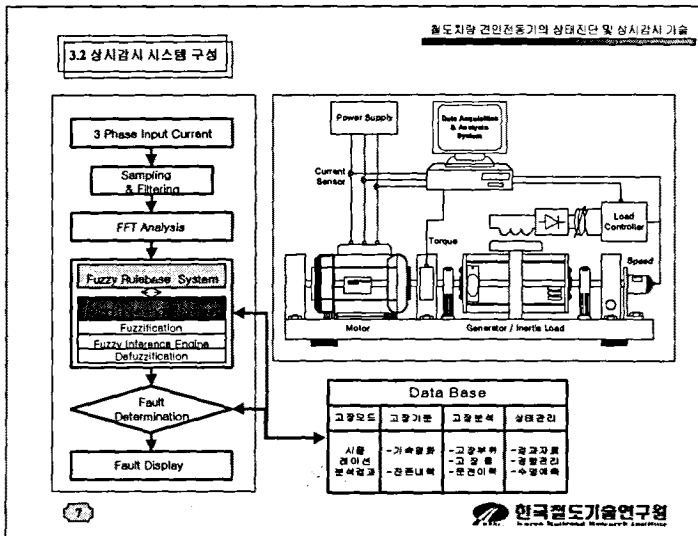 철도차량 견인전동기의 상태진단 및 상시감시 기술
3.2 상시감시 시스템 구성
3 Phase Input Current
Sampling
& Filtering
FFT Analysis
Fuzzy Rulebase System
Fuzzification
Fuzzy Inference Engine
Defuzzification
Fault
Determination
Fault Display
Power Supply
Data Acquisition
& Analysis
System
Current
Sensor
Load
Controller
Torque
Speed
Motor
Generator / Inertia Load
Data Base
고장모드 고장기준 고장분석 상태관리
시뮬
레이션
분석결과
-가속열화
-잔존내력
-고장부위
-고장률
-운전이력
-결과자료
-경향관리
-수명예측
7
한국철도기술연구원
Korea National Railroad Research Institute